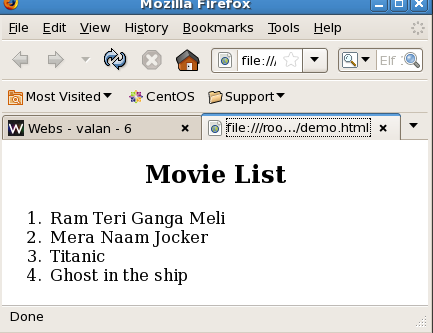 Mozilla Firefox
File Edit View History Bookmarks Tools Help
file:/// Elf
Most Visited CentOS Support
W Webs - valan - 6 file:///roo.../demo.html
Movie List
1. Ram Teri Ganga Meli
2. Mera Naam Jocker
3. Titanic
4. Ghost in the ship
Done